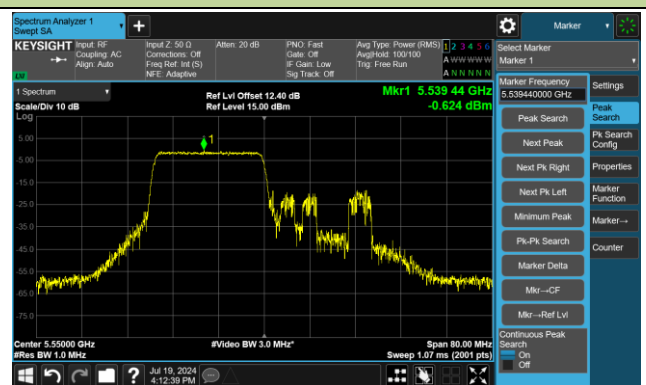 Spectrum Analyzer 1
Swept SA
+
Marker
KEYSIGHT
Input: RF
Coupling: AC
Align: Auto
Input Z: 50 Ω
Corrections: Off
Freq Ref: Int (S)
NFE: Adaptive
Atten: 20 dB
PNO: Fast
Gate: Off
IF Gain: Low
Sig Track: Off
Avg Type: Power (RMS)
Avg|Hold: 100/100
Trig: Free Run
1 2 3 4 5 6
A W W W W W
A N N N N N
LV
Select Marker
Marker 1
1 Spectrum
Scale/Div 10 dB
Log
Ref Lvl Offset 12.40 dB
Ref Level 15.00 dBm
Mkr1 5.539 44 GHz
-0.624 dBm
1
5.00
-5.00
-15.0
-25.0
-35.0
-45.0
-55.0
-65.0
-75.0
Center 5.55000 GHz
#Res BW 1.0 MHz
#Video BW 3.0 MHz*
Span 80.00 MHz
Sweep 1.07 ms (2001 pts)
Marker Frequency
5.539440000 GHz
Peak Search
Next Peak
Next Pk Right
Next Pk Left
Minimum Peak
Pk-Pk Search
Marker Delta
Mkr→CF
Mkr→Ref Lvl
Continuous Peak
Search
On
Off
Settings
Peak
Search
Pk Search
Config
Properties
Marker
Function
Marker→
Counter
?
Jul 19, 2024
4:12:39 PM